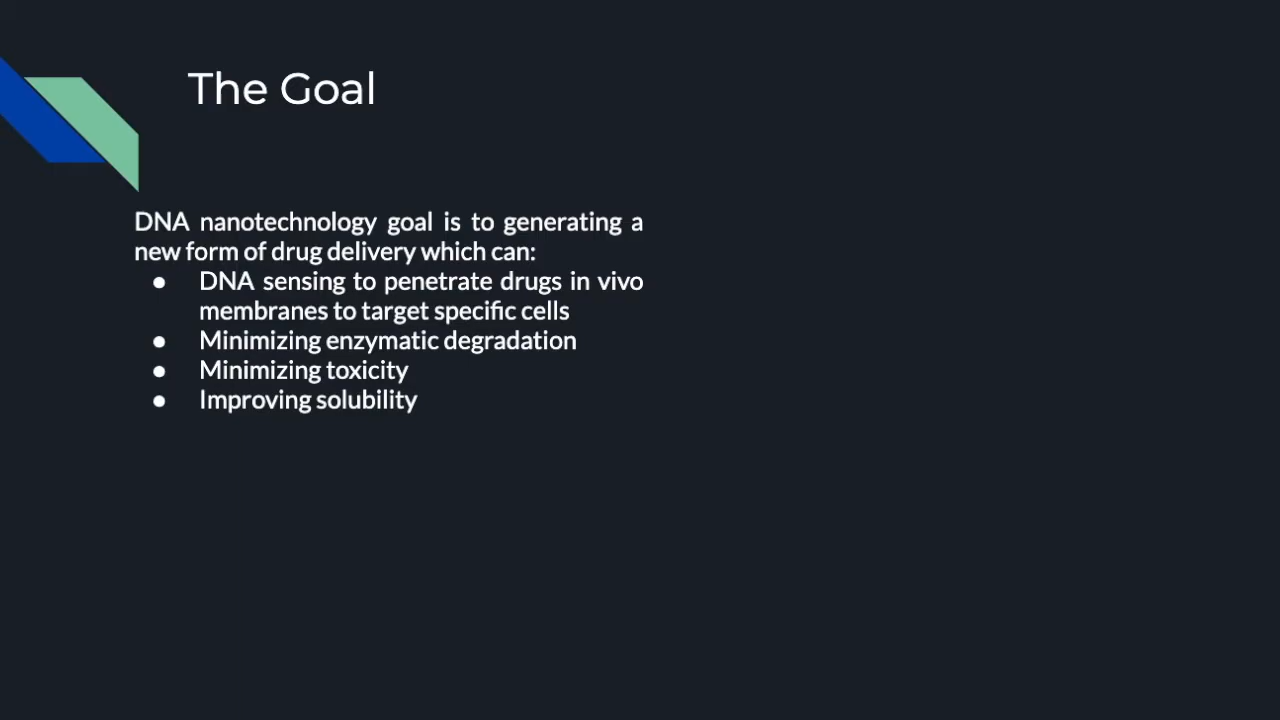 The Goal
DNA nanotechnology goal is to generating a
new form of drug delivery which can:
● DNA sensing to penetrate drugs in vivo
membranes to target specific cells
● Minimizing enzymatic degradation
● Minimizing toxicity
● Improving solubility